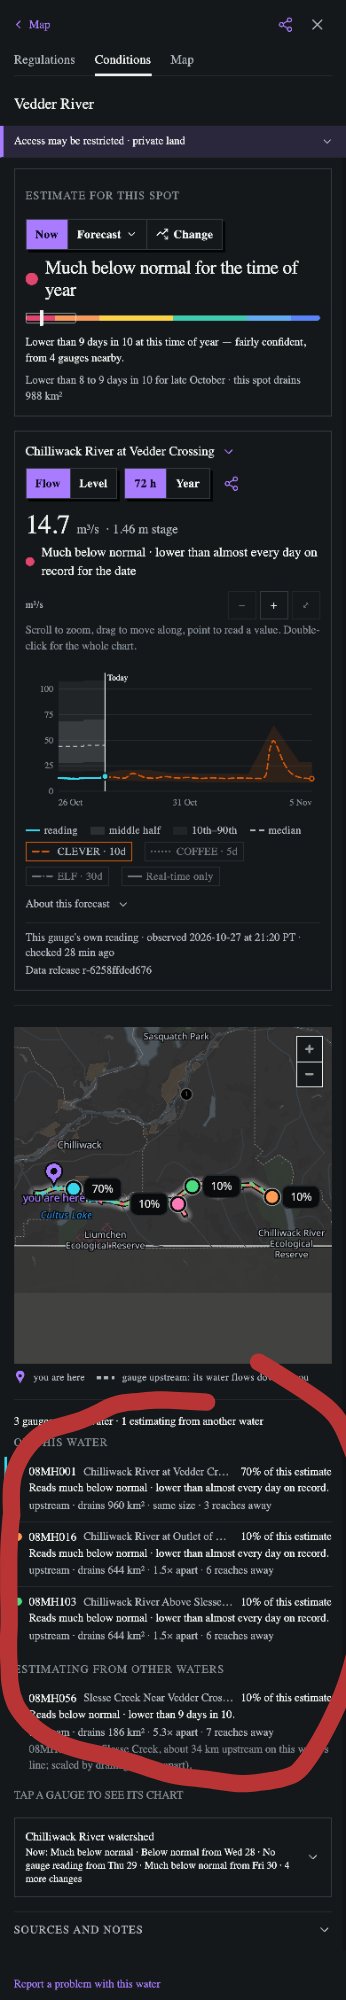 Map
Regulations
Conditions
Map
Vedder River
Access may be restricted · private land
ESTIMATE FOR THIS SPOT
Now
Forecast
Change
Much below normal for the time of
year
Lower than 9 days in 10 at this time of year — fairly confident,
from 4 gauges nearby.
Lower than 8 to 9 days in 10 for late October · this spot drains
988 km²
Chilliwack River at Vedder Crossing
Flow
Level
72 h
Year
14.7 m³/s · 1.46 m stage
Much below normal · lower than almost every day on
record for the date
m³/s
Scroll to zoom, drag to move along, point to read a value. Double-
click for the whole chart.
Today
100
75
50
25
0
26 Oct
31 Oct
5 Nov
reading
middle half
10th–90th
median
CLEVER · 10d
COFFEE · 5d
ELF · 30d
Real-time only
About this forecast
This gauge's own reading · observed 2026-10-27 at 21:20 PT ·
checked 28 min ago
Data release r-6258ffded676
Sasquatch Park
1
Chilliwack
you are here
70%
10%
10%
10%
Cultus Lake
Liumchen
Ecological Reserve
Chilliwack River
Ecological
Reserve
you are here
gauge upstream: its water flows do
3 gauge water · 1 estimating from another water
THIS WATER
08MH001 Chilliwack River at Vedder Cr… 70% of this estimate
Reads much below normal · lower than almost every day on record.
upstream · drains 960 km² · same size · 3 reaches away
08MH016 Chilliwack River at Outlet of … 10% of this estimate
Reads much below normal · lower than almost every day on record.
upstream · drains 644 km² · 1.5× apart · 6 reaches away
08MH103 Chilliwack River Above Slesse… 10% of this estimate
Reads much below normal · lower than almost every day on record.
upstream · drains 644 km² · 1.5× apart · 6 reaches away
ESTIMATING FROM OTHER WATERS
08MH056 Slesse Creek Near Vedder Cros… 10% of this estimate
Reads below normal · lower than 9 days in 10.
drains 186 km² · 5.3× apart · 7 reaches away
Slesse Creek, about 34 km upstream on this
line; scaled by
TAP A GAUGE TO SEE ITS CHART
Chilliwack River watershed
Now: Much below normal · Below normal from Wed 28 · No
gauge reading from Thu 29 · Much below normal from Fri 30 · 4
more changes
SOURCES AND NOTES
Report a problem with this water